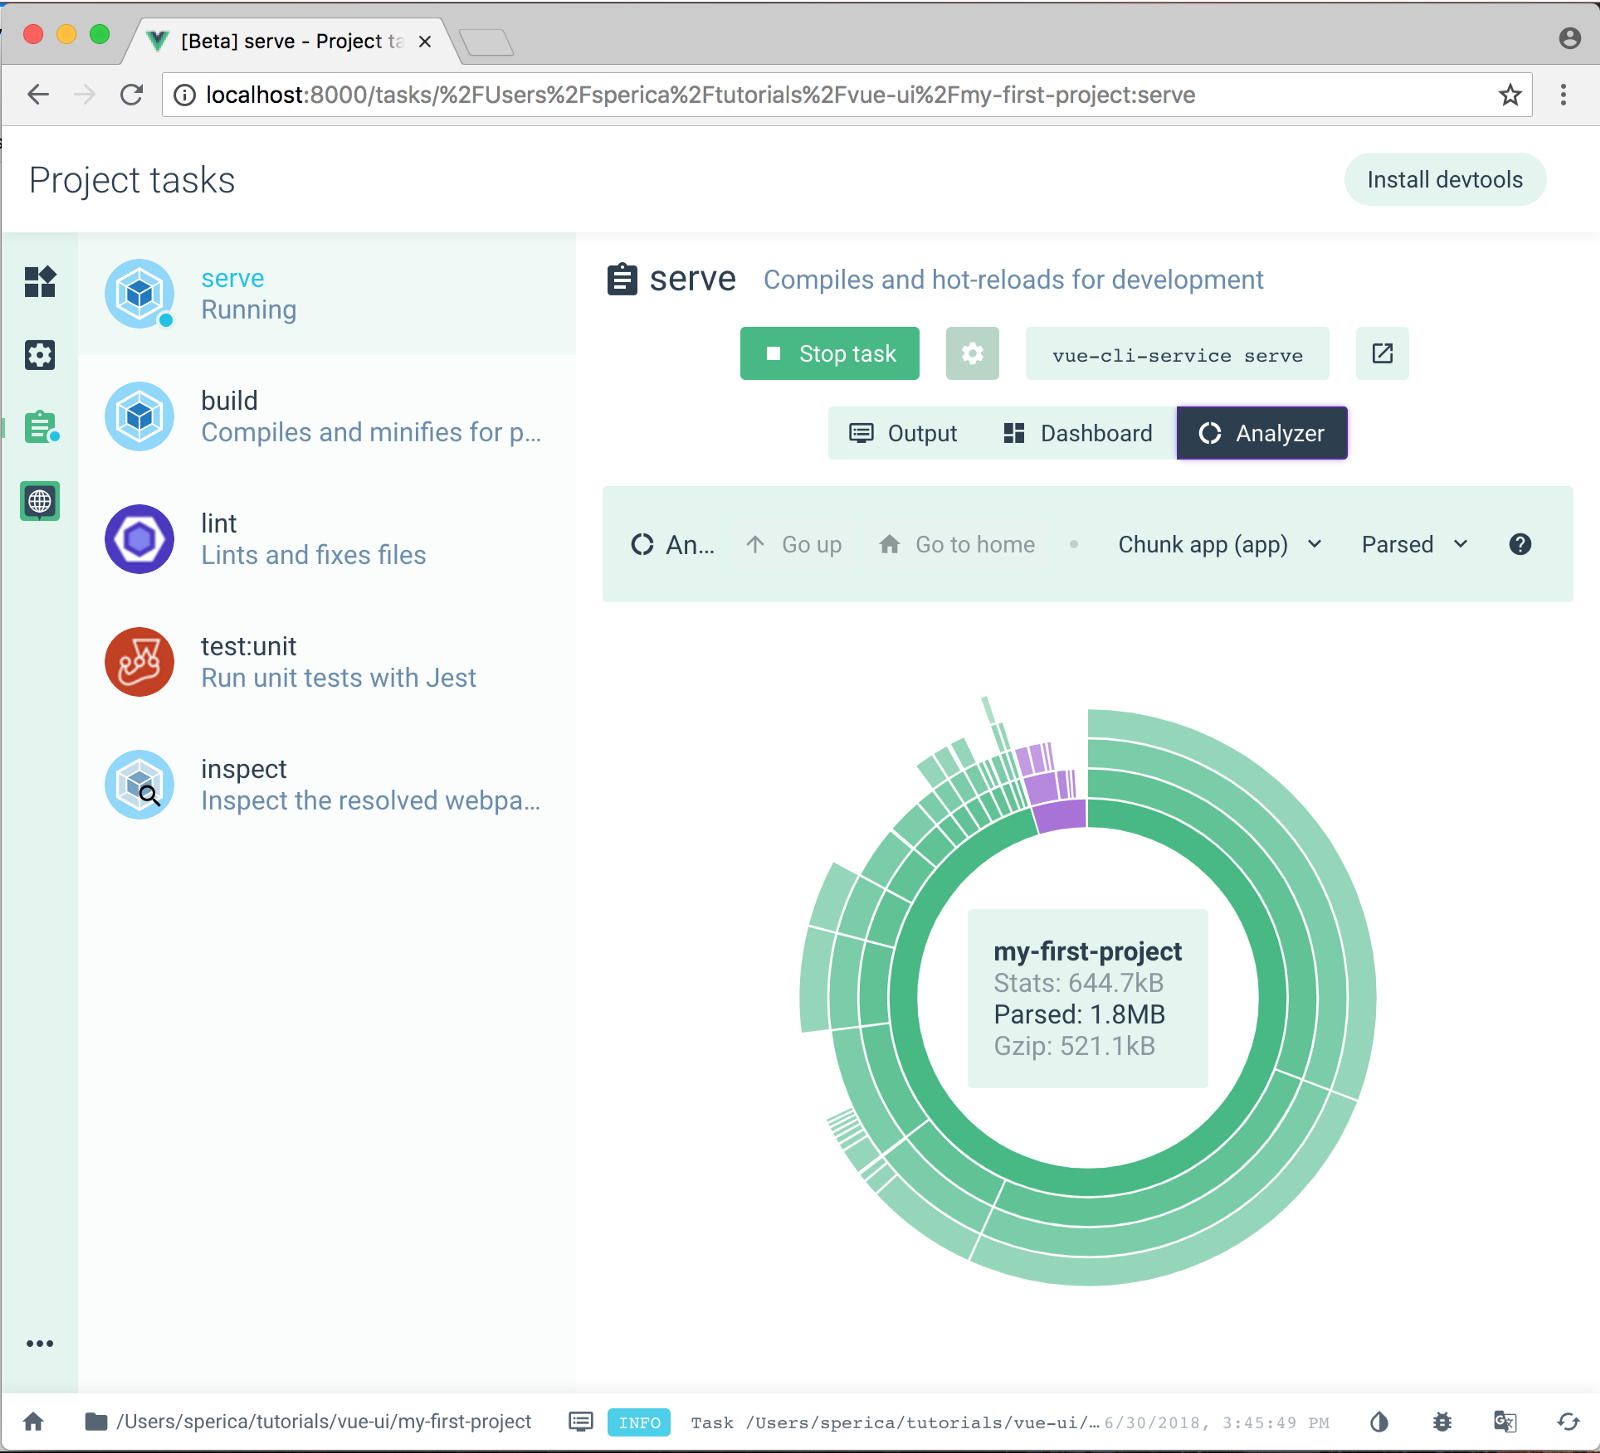 [Beta] serve - Project ta
localhost:8000/tasks/%2FUsers%2Fsperica%2Ftutorials%2Fvue-ui%2Fmy-first-project:serve
Project tasks
Install devtools
serve
Running
build
Compiles and minifies for p...
lint
Lints and fixes files
test:unit
Run unit tests with Jest
inspect
Inspect the resolved webpa...
serve Compiles and hot-reloads for development
Stop task
vue-cli-service serve
Output Dashboard Analyzer
An... Go up Go to home Chunk app (app) Parsed ?
my-first-project
Stats: 644.7kB
Parsed: 1.8MB
Gzip: 521.1kB
/Users/sperica/tutorials/vue-ui/my-first-project INFO Task /Users/sperica/tutorials/vue-ui/… 6/30/2018, 3:45:49 PM